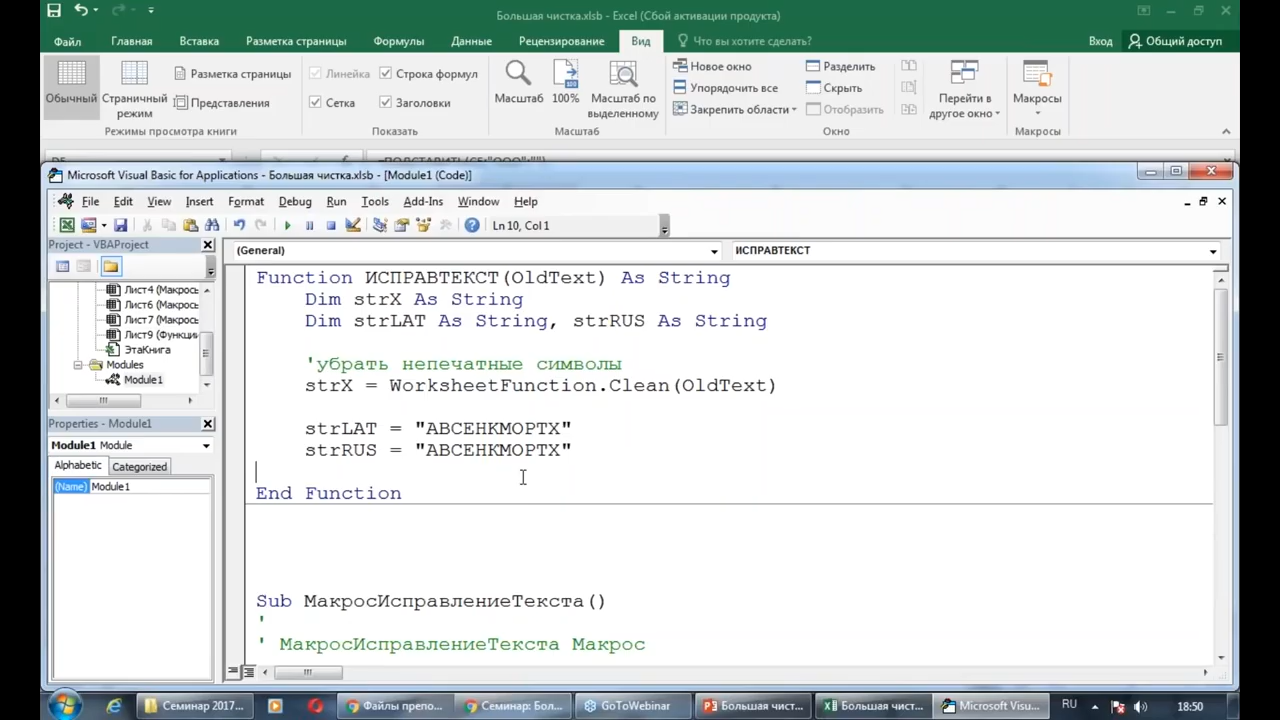 Большая чистка.xlsb - Excel (Сбой активации продукта)
Файл Главная Вставка Разметка страницы Формулы Данные Рецензирование Вид Что вы хотите сделать? Вход Общий доступ
Обычный
Страничный режим
Разметка страницы
Представления
Режимы просмотра книги
Линейка Строка формул
Сетка Заголовки
Показать
Масштаб
100%
Масштаб по выделенному
Масштаб
Новое окно
Упорядочить все
Закрепить области
Разделить
Скрыть
Отобразить
Перейти в другое окно
Окно
Макросы
Макросы
Microsoft Visual Basic for Applications - Большая чистка.xlsb - [Module1 (Code)]
File Edit View Insert Format Debug Run Tools Add-Ins Window Help
Ln 10, Col 1
Project - VBAProject
Лист4 (Макрось
Лист6 (Макрось
Лист7 (Макрось
Лист9 (Функции
ЭтаКнига
Modules
Module1
Properties - Module1
Module1 Module
Alphabetic Categorized
(Name) Module1
(General) ИСПРАВТЕКСТ
Function ИСПРАВТЕКСТ(OldText) As String
Dim strX As String
Dim strLAT As String, strRUS As String
'убрать непечатные символы
strX = WorksheetFunction.Clean(OldText)
strLAT = "ABCEHKMOPTX"
strRUS = "АВСЕНКМОРТХ"
End Function
Sub МакросИсправлениеТекста()
'
' МакросИсправлениеТекста Макрос
Семинар 2017... Файлы препо... Семинар: Бол... GoToWebinar Большая чист... Большая чист... Microsoft Visu... RU 18:50